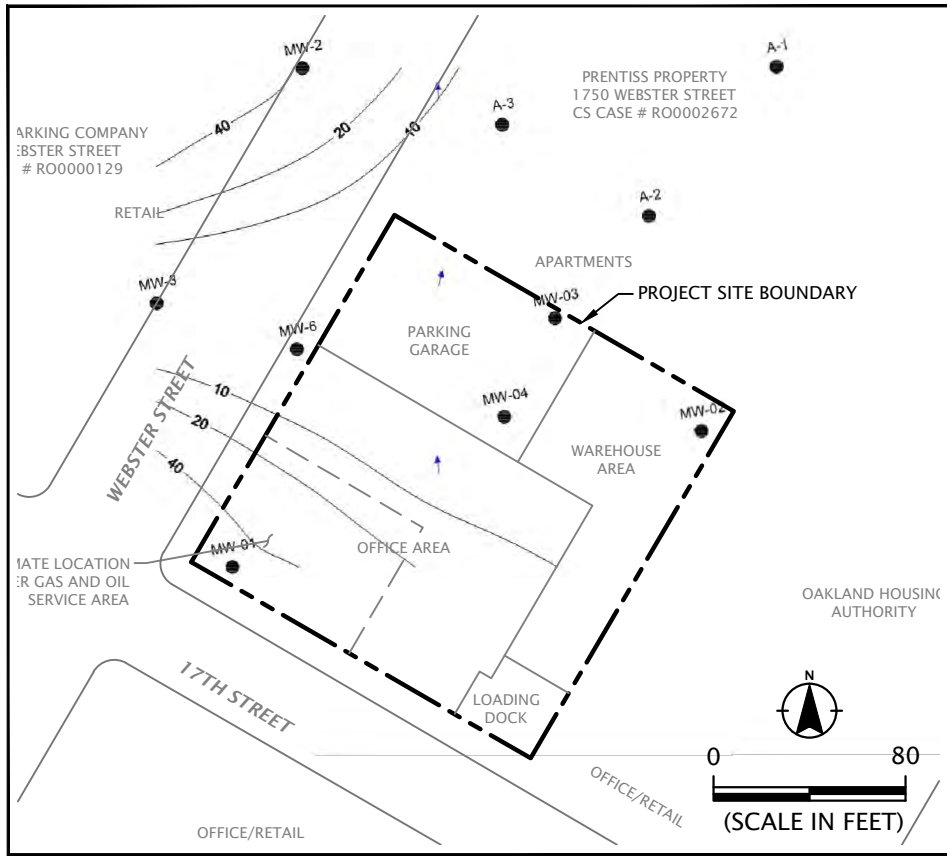 MW-2
A-1
PRENTISS PROPERTY
1750 WEBSTER STREET
CS CASE # RO0002672
A-3
40
20
10
ARKING COMPANY
EBSTER STREET
# RO0000129
RETAIL
A-2
APARTMENTS
MW-3
MW-03
PROJECT SITE BOUNDARY
MW-6
PARKING
GARAGE
WEBSTER STREET
10
20
40
MW-04
MW-02
WAREHOUSE
AREA
MW-01
OFFICE AREA
MATE LOCATION
ER GAS AND OIL
SERVICE AREA
OAKLAND HOUSING
AUTHORITY
17TH STREET
LOADING
DOCK
N
0 80
(SCALE IN FEET)
OFFICE/RETAIL
OFFICE/RETAIL